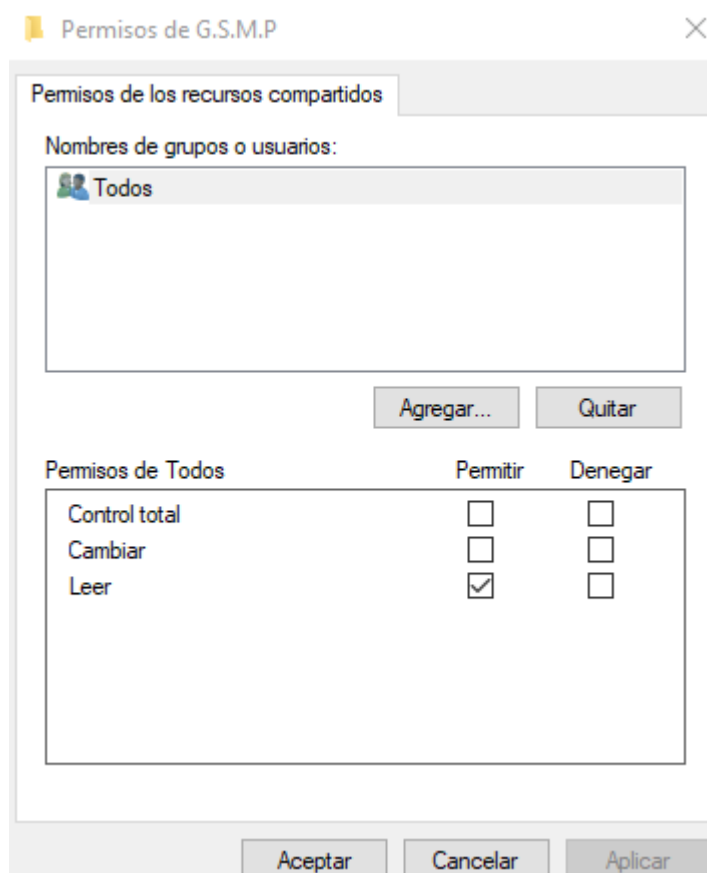 Permisos de G.S.M.P
Permisos de los recursos compartidos
Nombres de grupos o usuarios:
Todos
Agregar... Quitar
Permisos de Todos Permitir Denegar
Control total
Cambiar
Leer
Aceptar Cancelar Aplicar